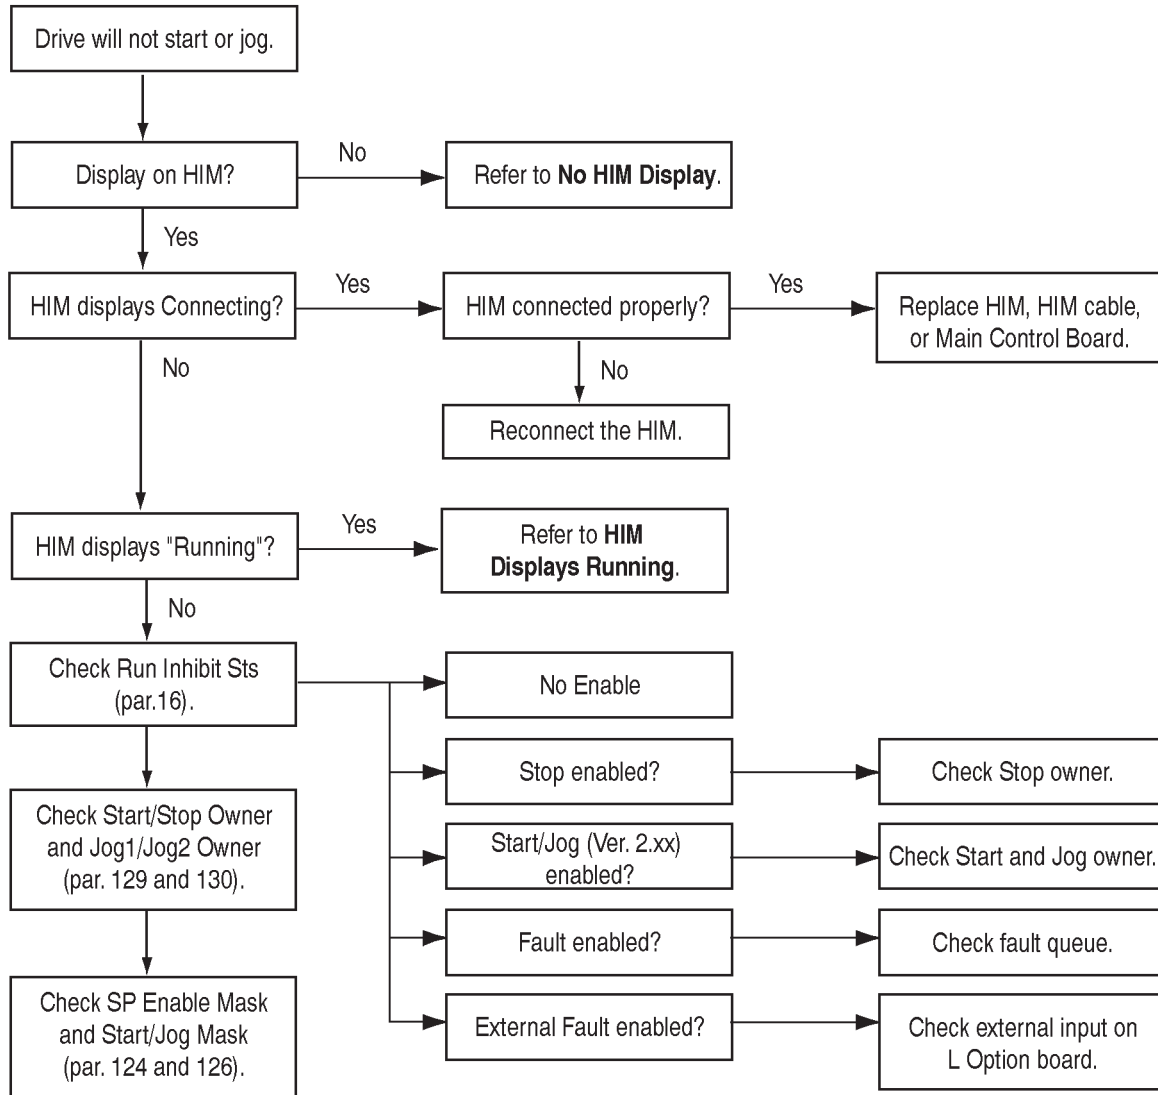 Drive will not start or jog.
Display on HIM?
No
Refer to No HIM Display.
Yes
HIM displays Connecting?
Yes
HIM connected properly?
Yes
Replace HIM, HIM cable,
or Main Control Board.
No
No
Reconnect the HIM.
HIM displays "Running"?
Yes
Refer to HIM
Displays Running.
No
Check Run Inhibit Sts
(par.16).
No Enable
Stop enabled?
Check Stop owner.
Check Start/Stop Owner
and Jog1/Jog2 Owner
(par. 129 and 130).
Start/Jog (Ver. 2.xx)
enabled?
Check Start and Jog owner.
Fault enabled?
Check fault queue.
Check SP Enable Mask
and Start/Jog Mask
(par. 124 and 126).
External Fault enabled?
Check external input on
L Option board.